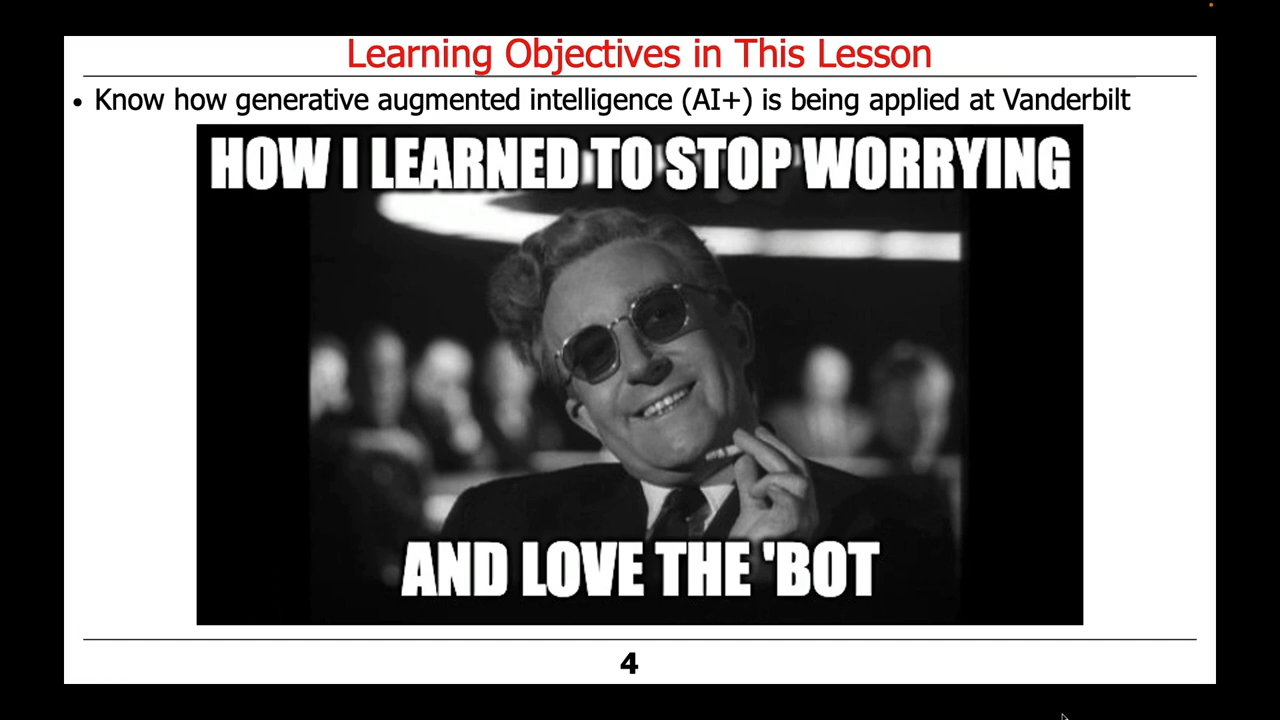 Learning Objectives in This Lesson
• Know how generative augmented intelligence (AI+) is being applied at Vanderbilt
HOW I LEARNED TO STOP WORRYING
AND LOVE THE 'BOT
4